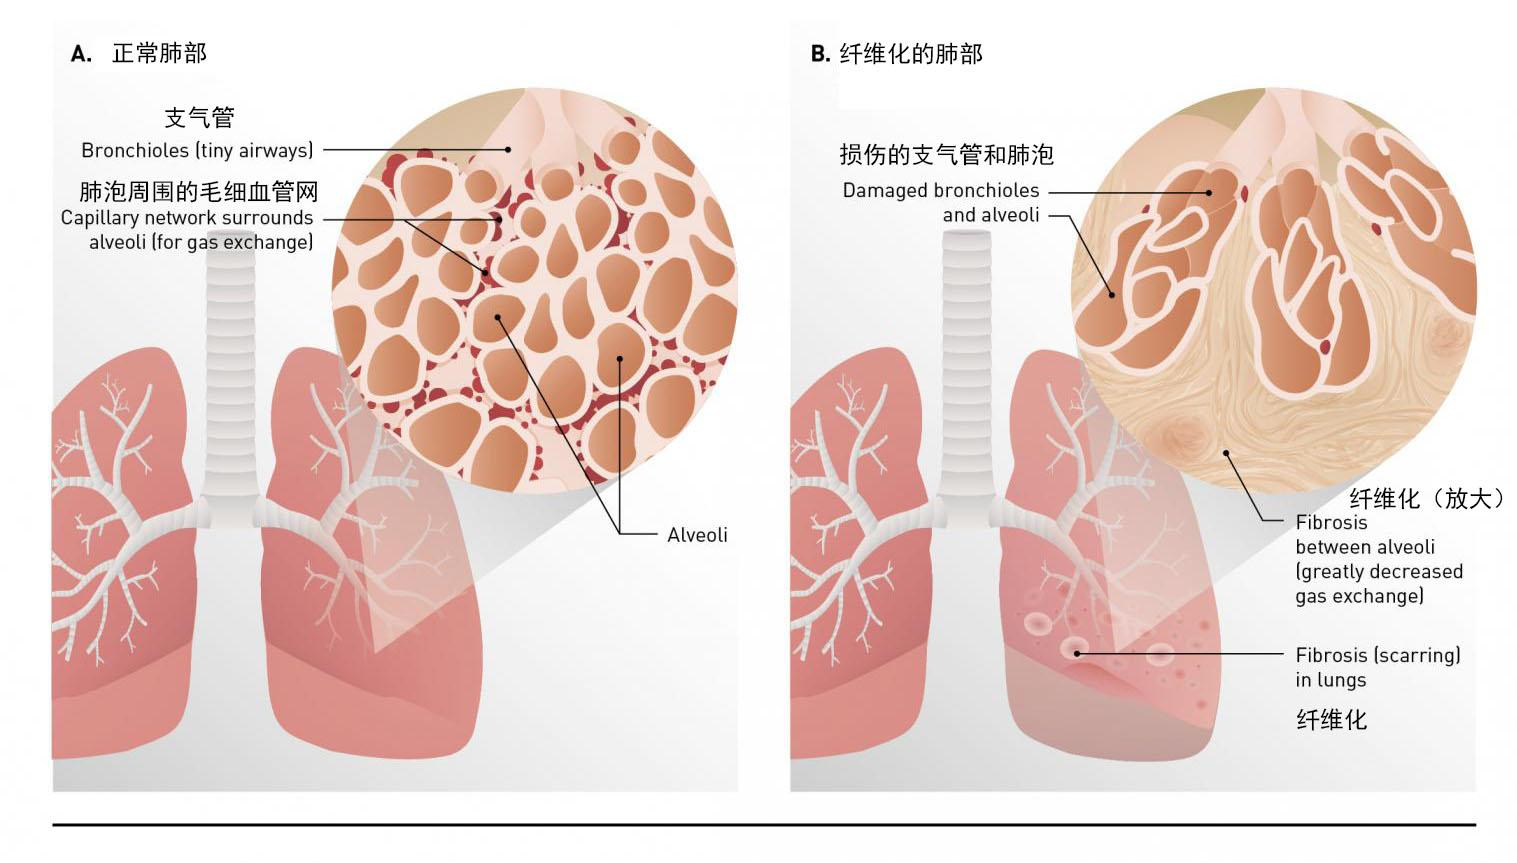 A. 正常肺部
支气管
Bronchioles (tiny airways)
肺泡周围的毛细血管网
Capillary network surrounds
alveoli (for gas exchange)
Alveoli
B. 纤维化的肺部
损伤的支气管和肺泡
Damaged bronchioles
and alveoli
纤维化（放大）
Fibrosis
between alveoli
(greatly decreased
gas exchange)
Fibrosis (scarring)
in lungs
纤维化